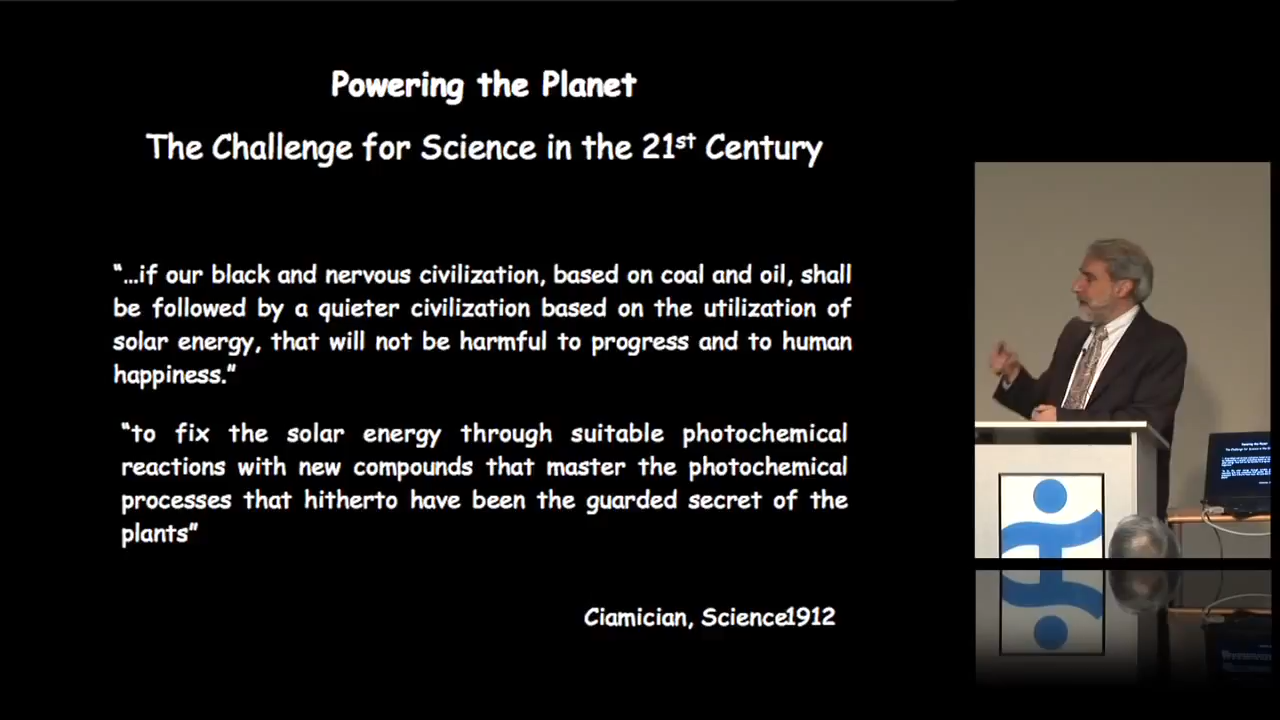 Powering the Planet
The Challenge for Science in the 21st Century
“…if our black and nervous civilization, based on coal and oil, shall
be followed by a quieter civilization based on the utilization of
solar energy, that will not be harmful to progress and to human
happiness.”
“to fix the solar energy through suitable photochemical
reactions with new compounds that master the photochemical
processes that hitherto have been the guarded secret of the
plants”
Ciamician, Science1912